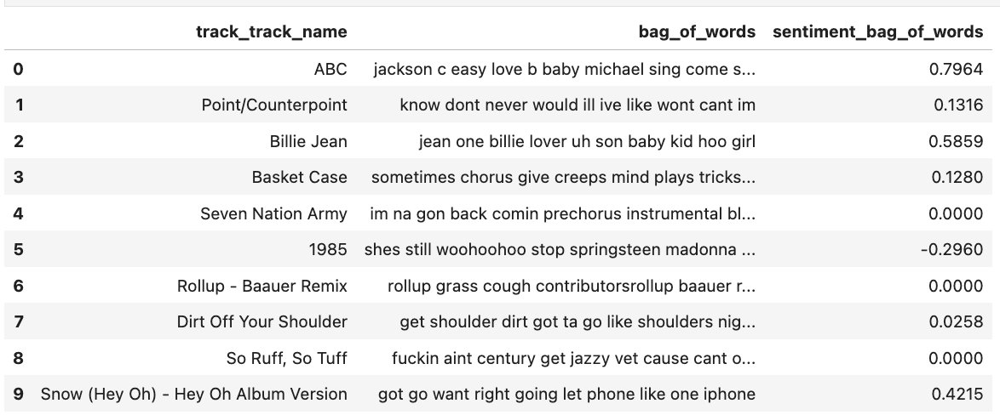 track_track_name bag_of_words sentiment_bag_of_words
0 ABC jackson c easy love b baby michael sing come s... 0.7964
1 Point/Counterpoint know dont never would ill ive like wont cant im 0.1316
2 Billie Jean jean one billie lover uh son baby kid hoo girl 0.5859
3 Basket Case sometimes chorus give creeps mind plays tricks... 0.1280
4 Seven Nation Army im na gon back comin prechorus instrumental bl... 0.0000
5 1985 shes still woohoohoo stop springsteen madonna ... -0.2960
6 Rollup - Baauer Remix rollup grass cough contributorsrollup baauer r... 0.0000
7 Dirt Off Your Shoulder get shoulder dirt got ta go like shoulders nig... 0.0258
8 So Ruff, So Tuff fuckin aint century get jazzy vet cause cant o... 0.0000
9 Snow (Hey Oh) - Hey Oh Album Version got go want right going let phone like one iphone 0.4215